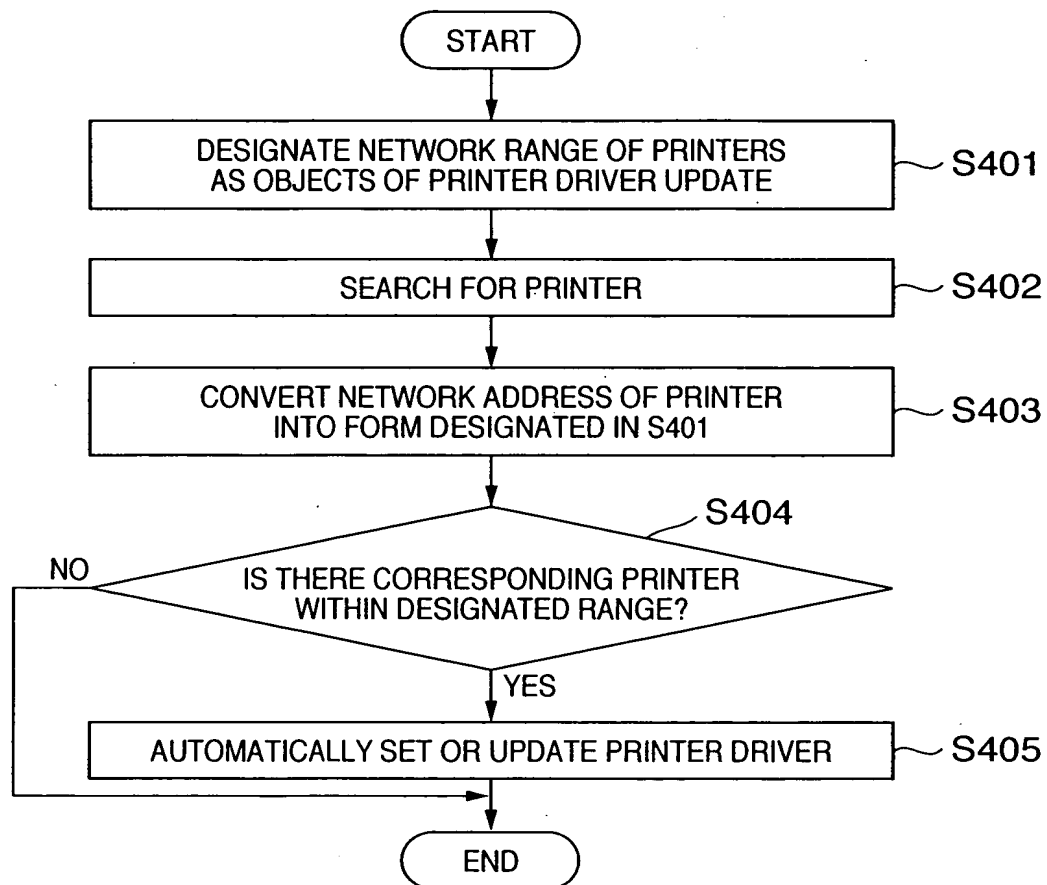 START
DESIGNATE NETWORK RANGE OF PRINTERS
AS OBJECTS OF PRINTER DRIVER UPDATE
S401
SEARCH FOR PRINTER
S402
CONVERT NETWORK ADDRESS OF PRINTER
INTO FORM DESIGNATED IN S401
S403
S404
NO
IS THERE CORRESPONDING PRINTER
WITHIN DESIGNATED RANGE?
YES
AUTOMATICALLY SET OR UPDATE PRINTER DRIVER
S405
END